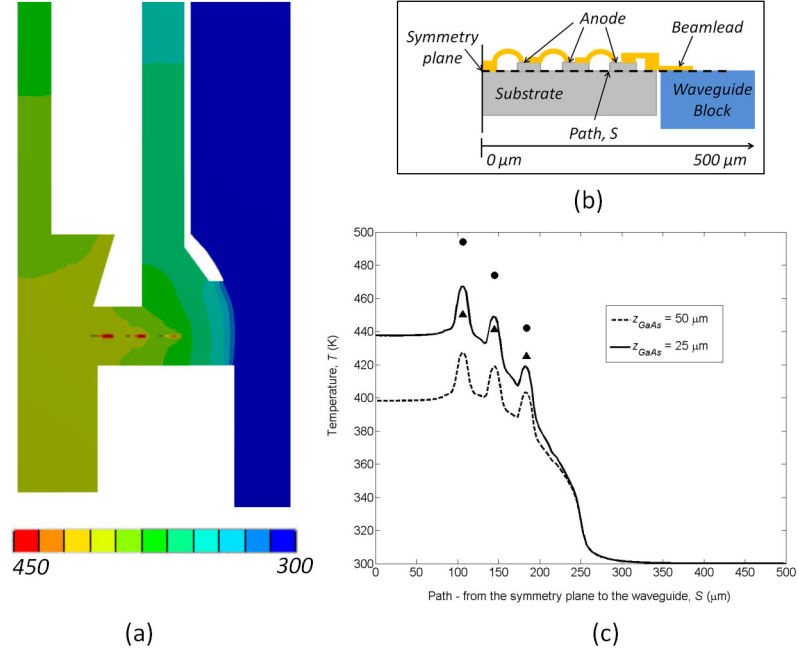 450
300
(a)
Symmetry plane
Anode
Beamlead
Substrate
Waveguide Block
Path, S
0 μm
500 μm
(b)
500
480
460
440
420
400
380
360
340
320
300
Temperature, T (K)
z_GaAs = 50 μm
z_GaAs = 25 μm
0 50 100 150 200 250 300 350 400 450 500
Path - from the symmetry plane to the waveguide, S (μm)
(c)